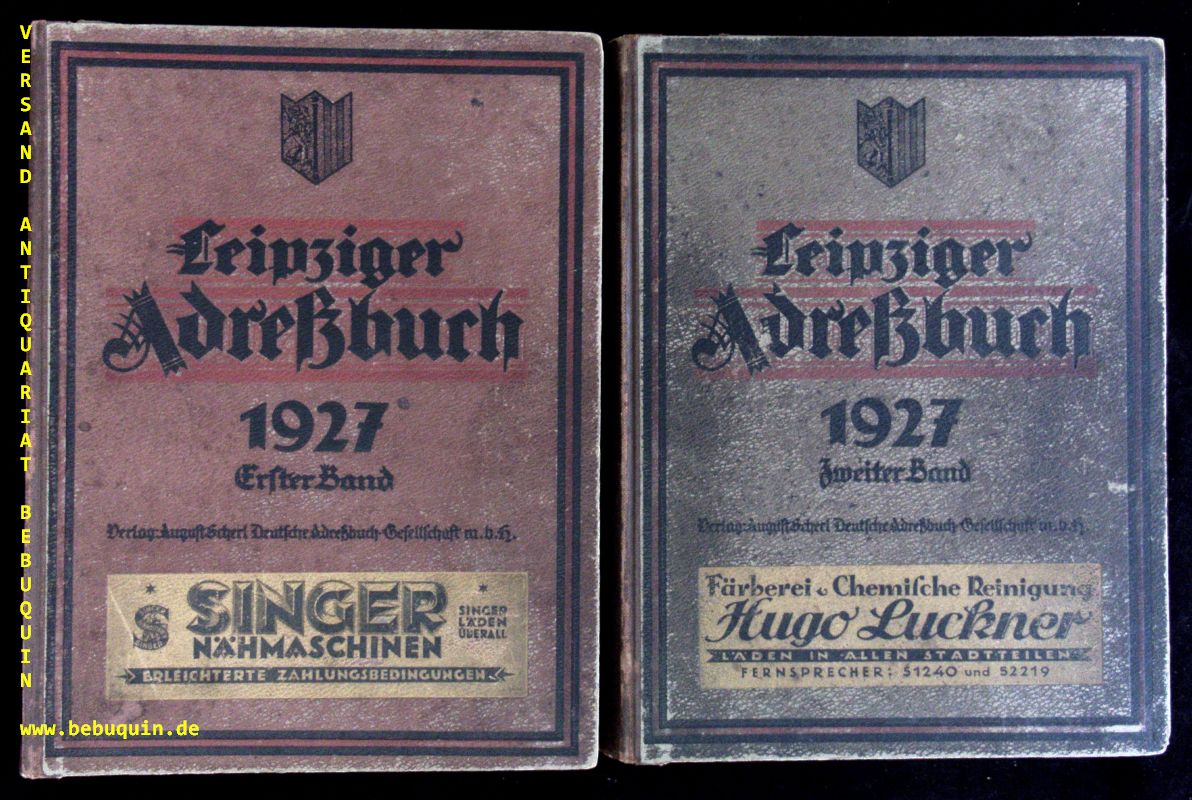 VERSAND ANTIQUARIAT BEBUQUIN
www.bebuquin.de
Leipziger
Adreßbuch
1927
Erster Band
Verlag: August Scherl Deutsche Adreßbuch-Gesellschaft m.b.H.
SINGER
NÄHMASCHINEN
SINGER
LÄDEN
ÜBERALL
ERLEICHTERTE ZAHLUNGSBEDINGUNGEN
Leipziger
Adreßbuch
1927
Zweiter Band
Verlag: August Scherl Deutsche Adreßbuch-Gesellschaft m.b.H.
Färberei u. Chemische Reinigung
Hugo Luckner
LÄDEN IN ALLEN STADTTEILEN
FERNSPRECHER: 51240 und 52219